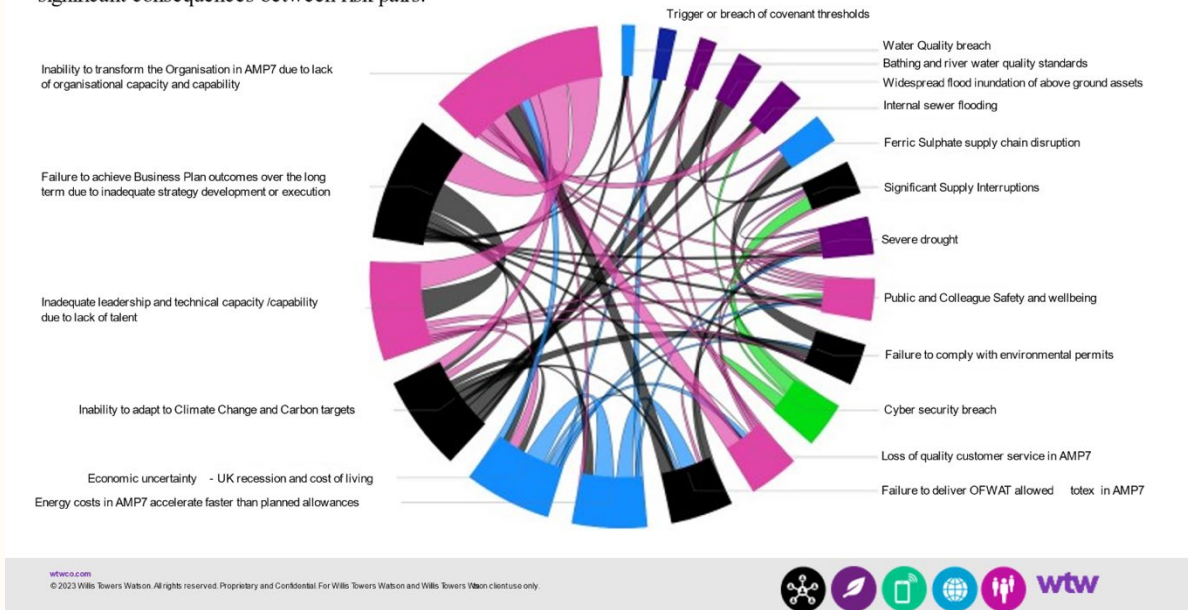 significant consequences between risk pairs.
Trigger or breach of covenant thresholds
Water Quality breach
Bathing and river water quality standards
Widespread flood inundation of above ground assets
Internal sewer flooding
Ferric Sulphate supply chain disruption
Significant Supply Interruptions
Severe drought
Public and Colleague Safety and wellbeing
Failure to comply with environmental permits
Cyber security breach
Loss of quality customer service in AMP7
Failure to deliver OFWAT allowed totex in AMP7
Inability to transform the Organisation in AMP7 due to lack
of organisational capacity and capability
Failure to achieve Business Plan outcomes over the long
term due to inadequate strategy development or execution
Inadequate leadership and technical capacity /capability
due to lack of talent
Inability to adapt to Climate Change and Carbon targets
Economic uncertainty - UK recession and cost of living
Energy costs in AMP7 accelerate faster than planned allowances
wtwco.com
© 2023 Willis Towers Watson. All rights reserved. Proprietary and Confidential. For Willis Towers Watson and Willis Towers Watson client use only.
wtw